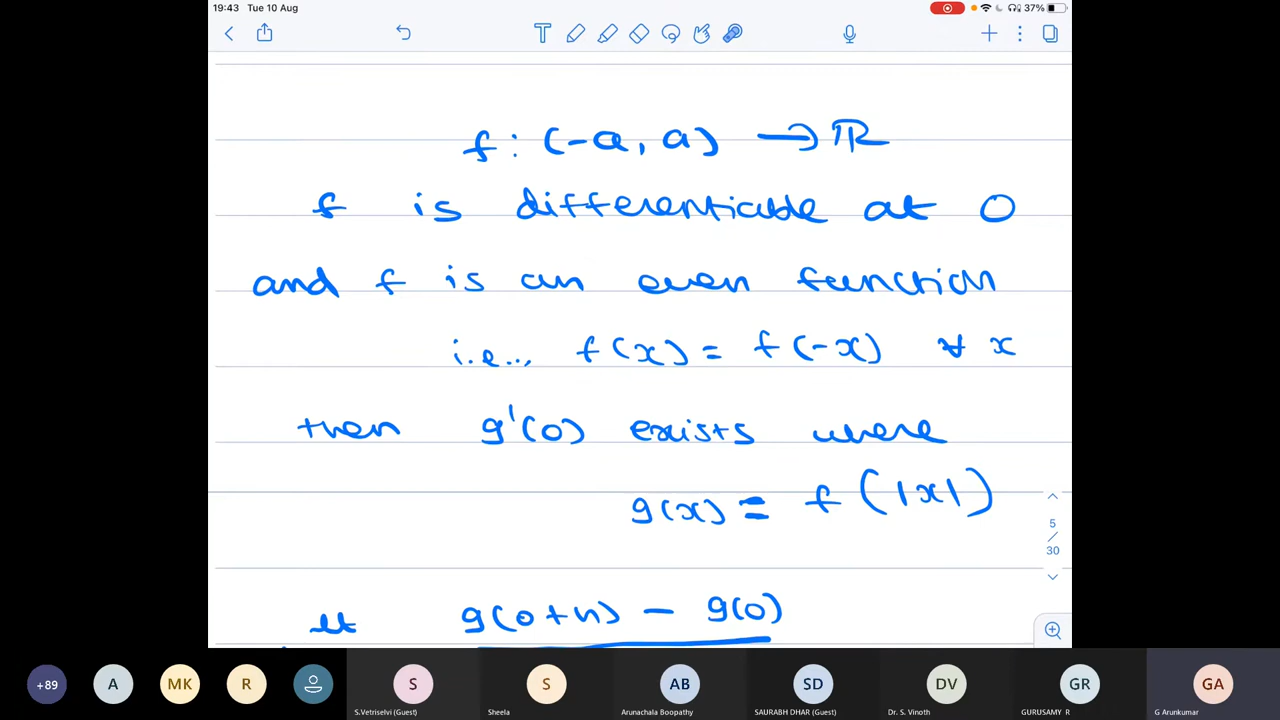 19:43 Tue 10 Aug
37%
T
f : (-a, a) → ℝ
f is differentiable at 0
and f is an even function
i.e.., f(x) = f(-x) ∀ x
then g'(0) exists where
g(x) = f(|x|)
5
/
30
lt g(0+h) - g(0)
+89 A MK R S S AB SD DV GR GA
S.Vetriselvi (Guest) Sheela Arunachala Boopathy SAURABH DHAR (Guest) Dr. S. Vinoth GURUSAMY R G Arunkumar